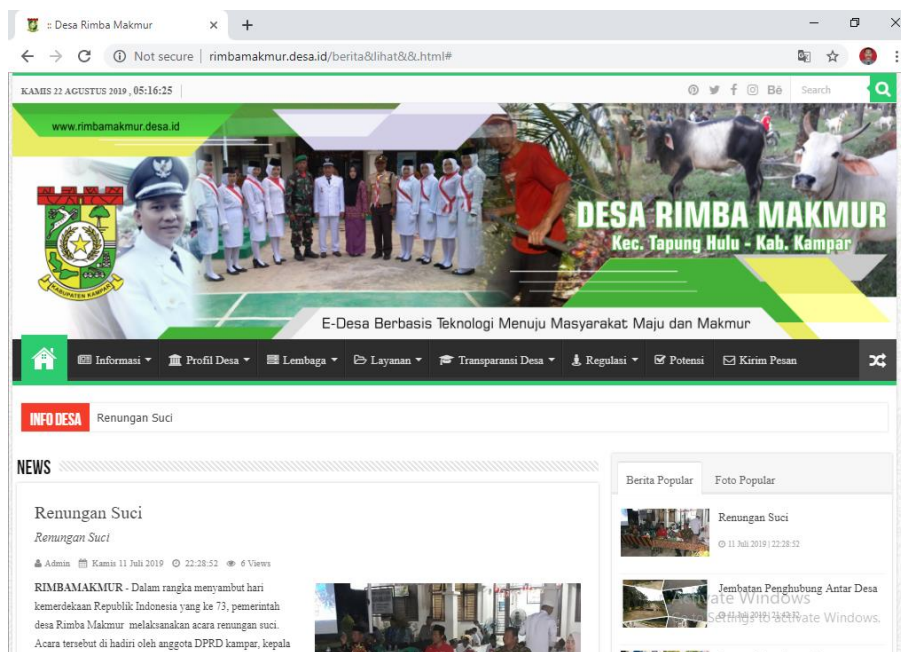 :: Desa Rimba Makmur
Not secure | rimbamakmur.desa.id/berita&lihat&&.html#
KAMIS 22 AGUSTUS 2019 , 05:16:25
Bē Search
www.rimbamakmur.desa.id
KABUPATEN KAMPAR
DESA RIMBA MAKMUR
Kec. Tapung Hulu - Kab. Kampar
E-Desa Berbasis Teknologi Menuju Masyarakat Maju dan Makmur
Informasi Profil Desa Lembaga Layanan Transparansi Desa Regulasi Potensi Kirim Pesan
INFO DESA Renungan Suci
NEWS
Renungan Suci
Renungan Suci
Admin Kamis 11 Juli 2019 22:28:52 6 Views
RIMBAMAKMUR - Dalam rangka menyambut hari
kemerdekaan Republik Indonesia yang ke 73, pemerintah
desa Rimba Makmur melaksanakan acara renungan suci.
Acara tersebut di hadiri oleh anggota DPRD kampar, kepala
Berita Popular Foto Popular
Renungan Suci
11 Juli 2019 | 22:28:52
Jembatan Penghubung Antar Desa
Windows
to activate Windows.